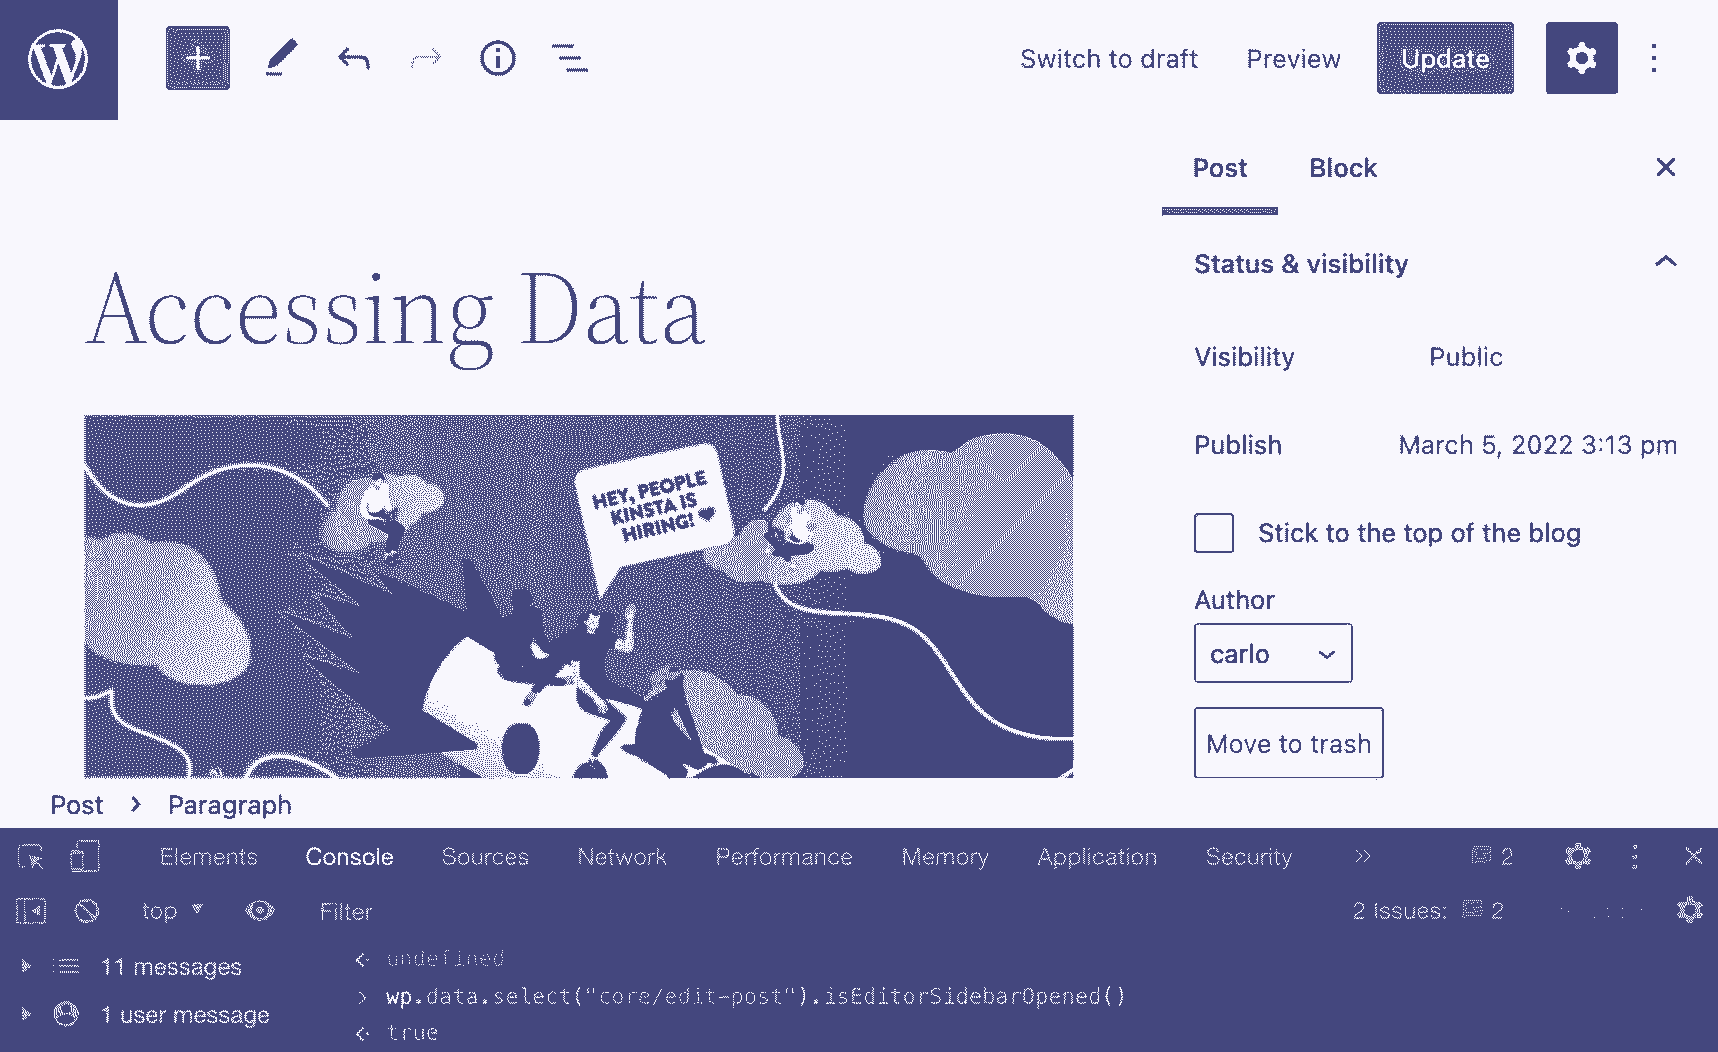 Switch to draft Preview Update
Post Block
Status & visibility
Accessing Data
Visibility Public
Publish March 5, 2022 3:13 pm
HEY, PEOPLE
KINSTA IS
HIRING!
Stick to the top of the blog
Author
carlo
Move to trash
Post Paragraph
Elements Console Sources Network Performance Memory Application Security 2
top Filter 2 Issues: 2
11 messages
undefined
wp.data.select("core/edit-post").isEditorSidebarOpened()
1 user message
true